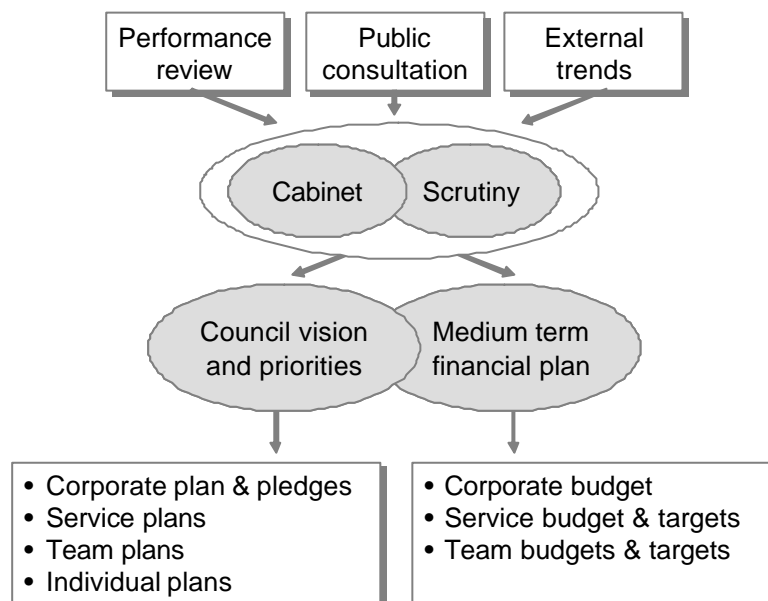 Performance
review
Public
consultation
External
trends
Cabinet
Scrutiny
Council vision
and priorities
Medium term
financial plan
• Corporate plan & pledges
• Service plans
• Team plans
• Individual plans
• Corporate budget
• Service budget & targets
• Team budgets & targets